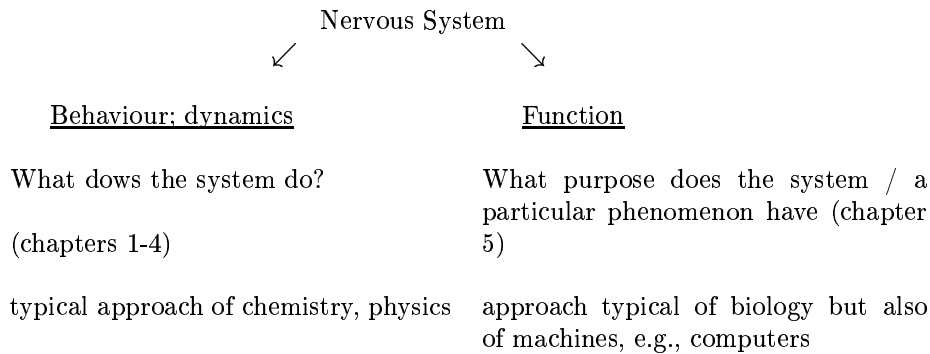 Nervous System
Behaviour; dynamics
What dows the system do?
(chapters 1-4)
typical approach of chemistry, physics
Function
What purpose does the system / a
particular phenomenon have (chapter
5)
approach typical of biology but also
of machines, e.g., computers